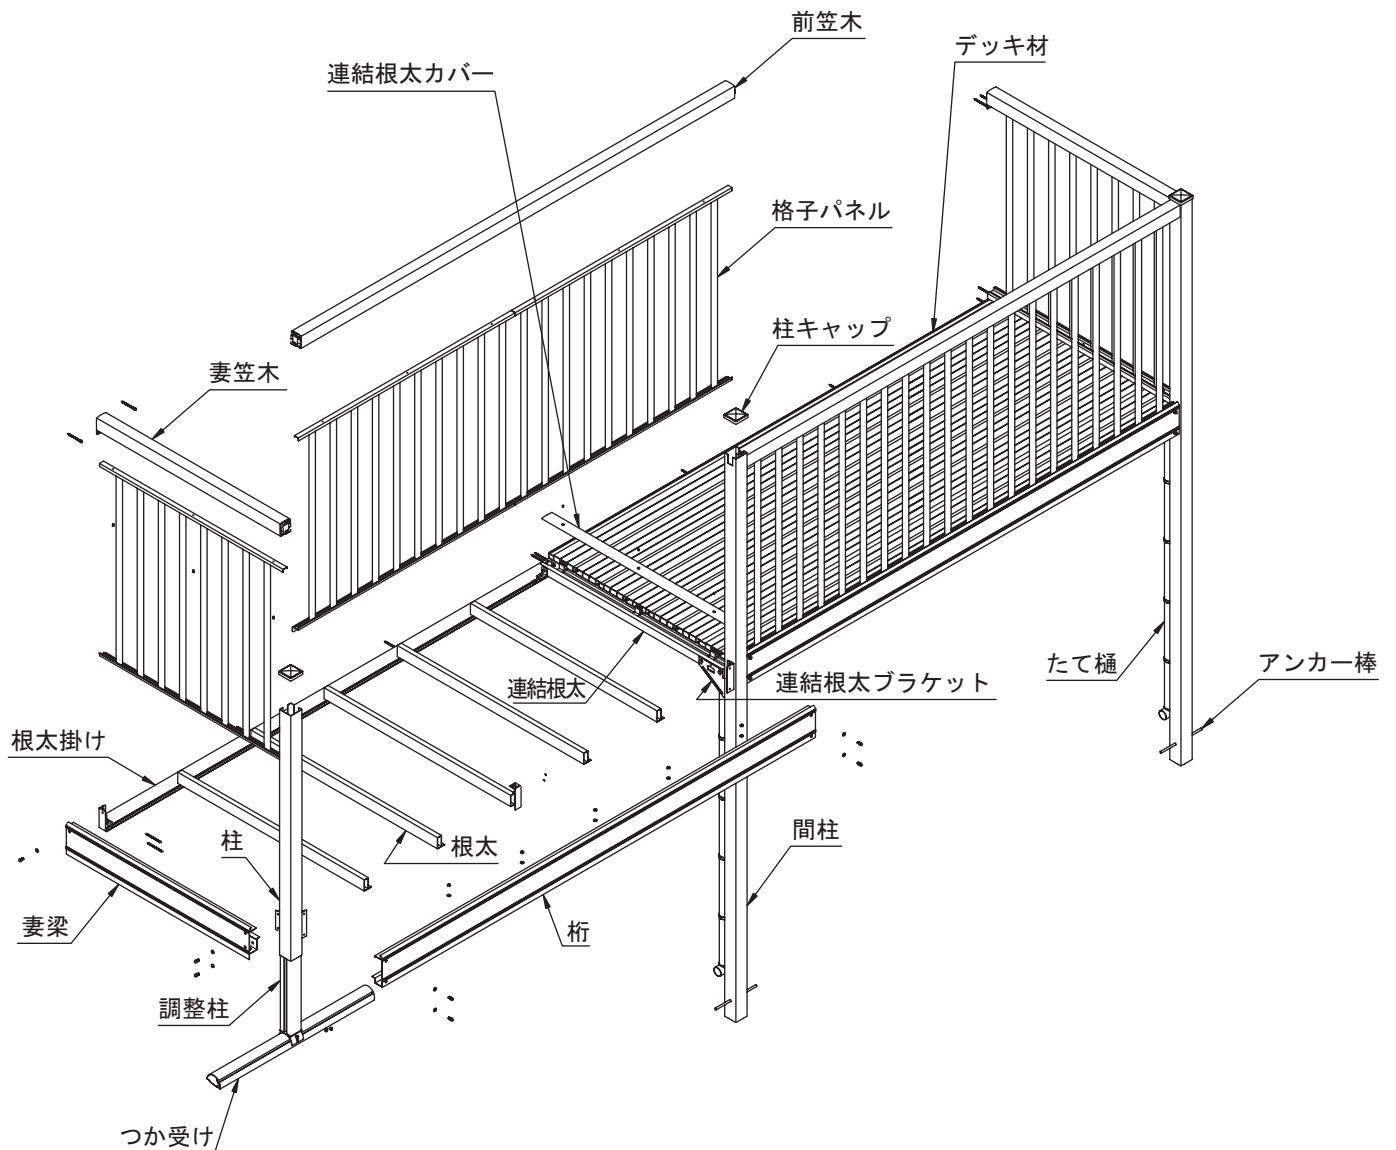 前笠木
デッキ材
連結根太カバー
格子パネル
柱キャップ
妻笠木
たて樋
アンカー棒
連結根太
連結根太ブラケット
根太掛け
柱
根太
間柱
妻梁
桁
調整柱
つか受け